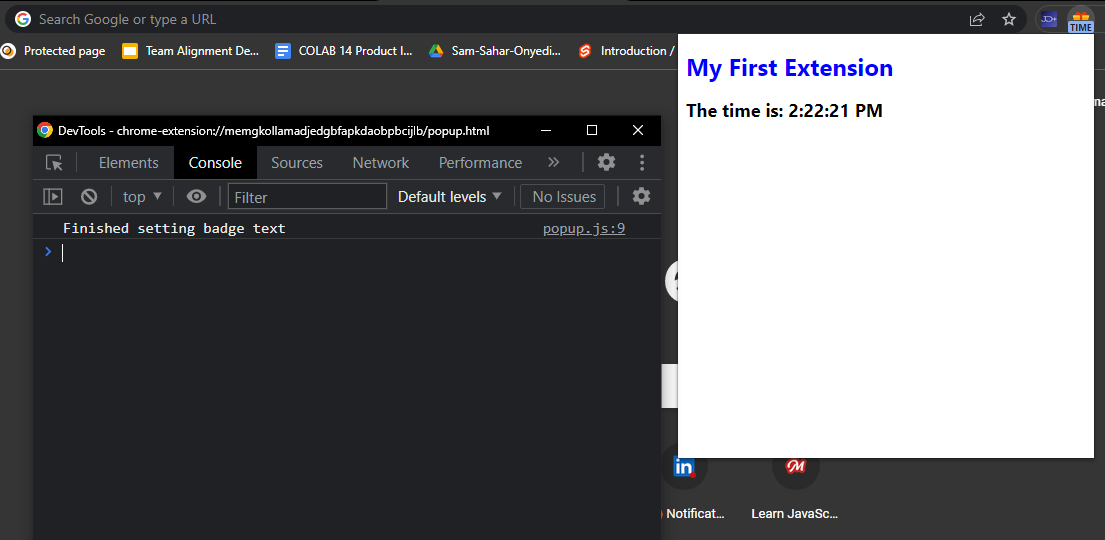 Search Google or type a URL
TIME
Protected page
Team Alignment De...
COLAB 14 Product I...
Sam-Sahar-Onyedi...
Introduction /
My First Extension
The time is: 2:22:21 PM
DevTools - chrome-extension://memgkollamadjedgbfapkdaobpbcijlb/popup.html
Elements
Console
Sources
Network
Performance
top
Filter
Default levels
No Issues
Finished setting badge text
popup.js:9
Notificat...
Learn JavaSc...